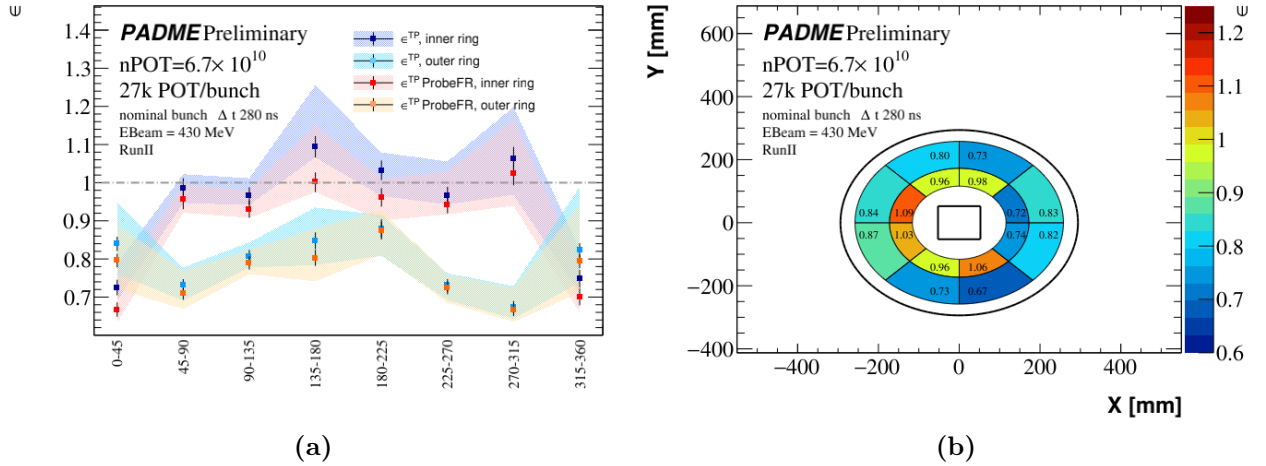 ∈
1.4
1.3
1.2
1.1
1
0.9
0.8
0.7
PADME Preliminary
nPOT=6.7× 10^10
27k POT/bunch
nominal bunch Δ t 280 ns
EBeam = 430 MeV
RunII
∈^TP, inner ring
∈^TP, outer ring
∈^TP ProbeFR, inner ring
∈^TP ProbeFR, outer ring
0-45
45-90
90-135
135-180
180-225
225-270
270-315
315-360
(a)
Y [mm]
600
400
200
0
−200
−400
PADME Preliminary
nPOT=6.7× 10^10
27k POT/bunch
nominal bunch Δ t 280 ns
EBeam = 430 MeV
RunII
0.80 0.73
0.96 0.98
0.84 1.09 0.72 0.83
0.87 1.03 0.74 0.82
0.96 1.06
0.73 0.67
−400 −200 0 200 400
X [mm]
∈
1.2
1.1
1
0.9
0.8
0.7
0.6
(b)